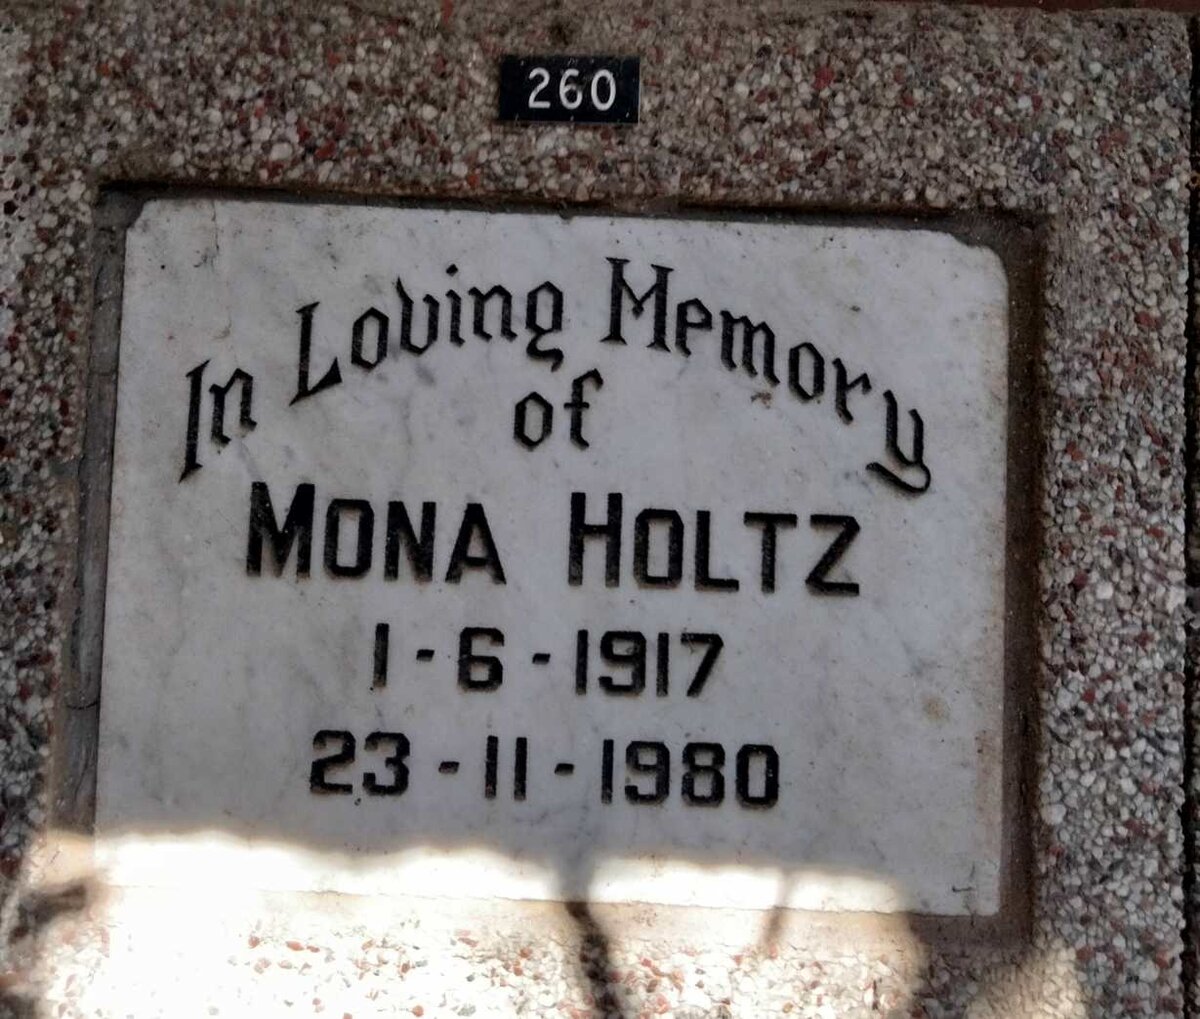 260
In Loving Memory
of
MONA HOLTZ
1-6-1917
23-11-1980